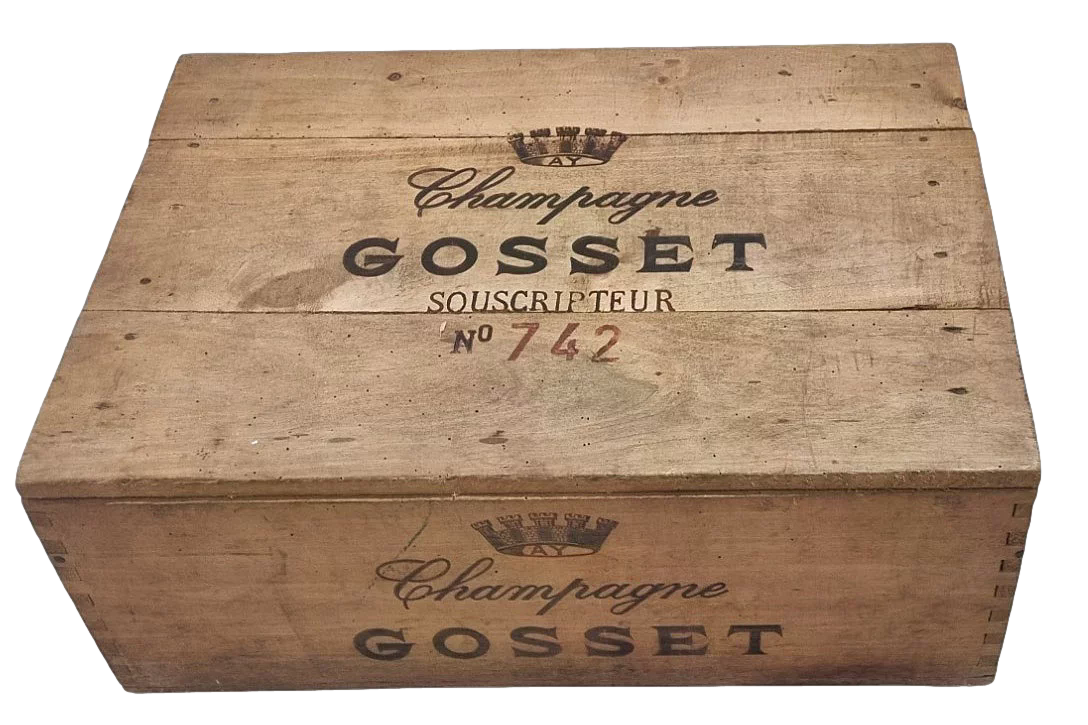 AY
Champagne
GOSSET
SOUSCRIPTEUR
Nº 742
AY
Champagne
GOSSET